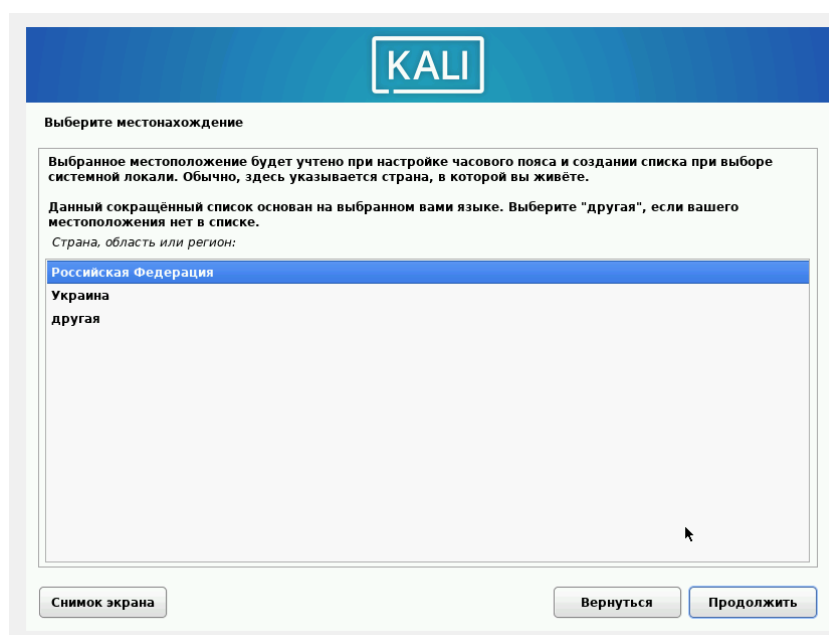 KALI
Выберите местонахождение
Выбранное местоположение будет учтено при настройке часового пояса и создании списка при выборе
системной локали. Обычно, здесь указывается страна, в которой вы живёте.
Данный сокращённый список основан на выбранном вами языке. Выберите "другая", если вашего
местоположения нет в списке.
Страна, область или регион:
Российская Федерация
Украина
другая
Снимок экрана
Вернуться
Продолжить